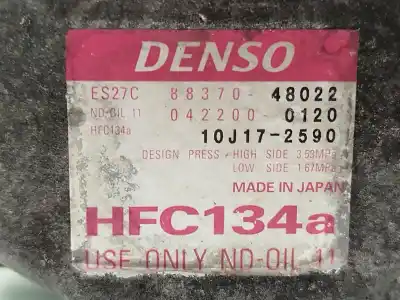 DENSO
ES27C 88370-48022
ND-OIL 11 042200-0120
HFC134a 10J17-2590
DESIGN PRESS/HIGH SIDE 3.53MPa
LOW SIDE 1.67MPa
MADE IN JAPAN
HFC134a
USE ONLY ND-OIL 11